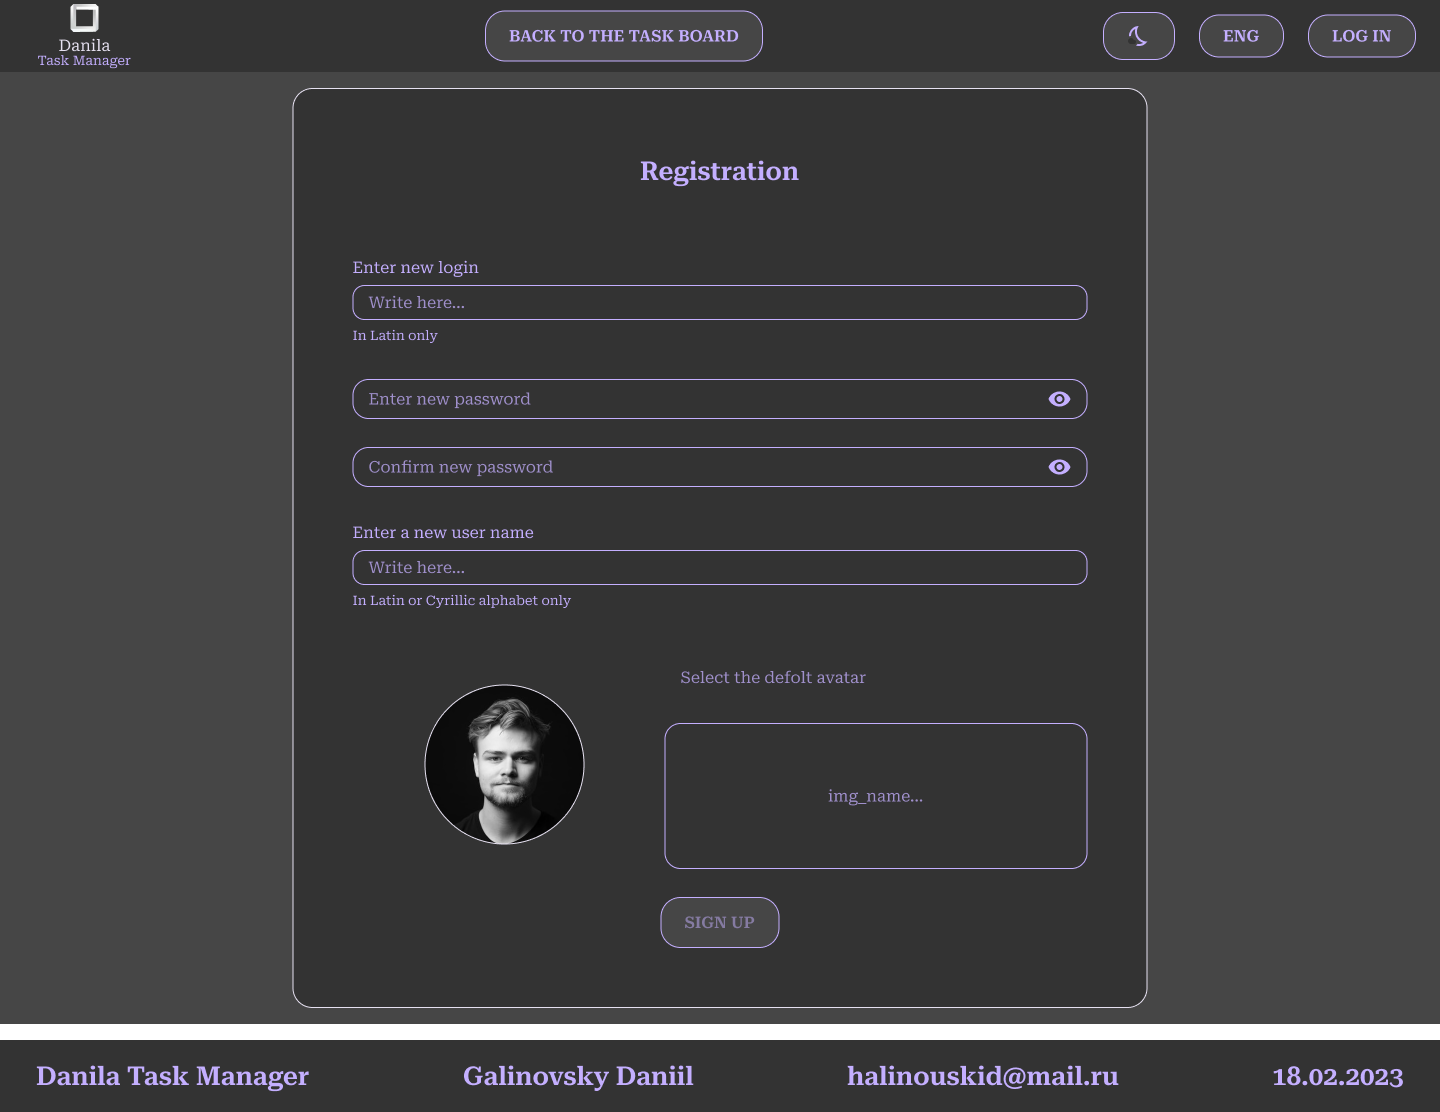 Danila
Task Manager
BACK TO THE TASK BOARD
ENG
LOG IN
Registration
Enter new login
Write here...
In Latin only
Enter new password
Confirm new password
Enter a new user name
Write here...
In Latin or Cyrillic alphabet only
Select the defolt avatar
img_name...
SIGN UP
Danila Task Manager
Galinovsky Daniil
halinouskid@mail.ru
18.02.2023